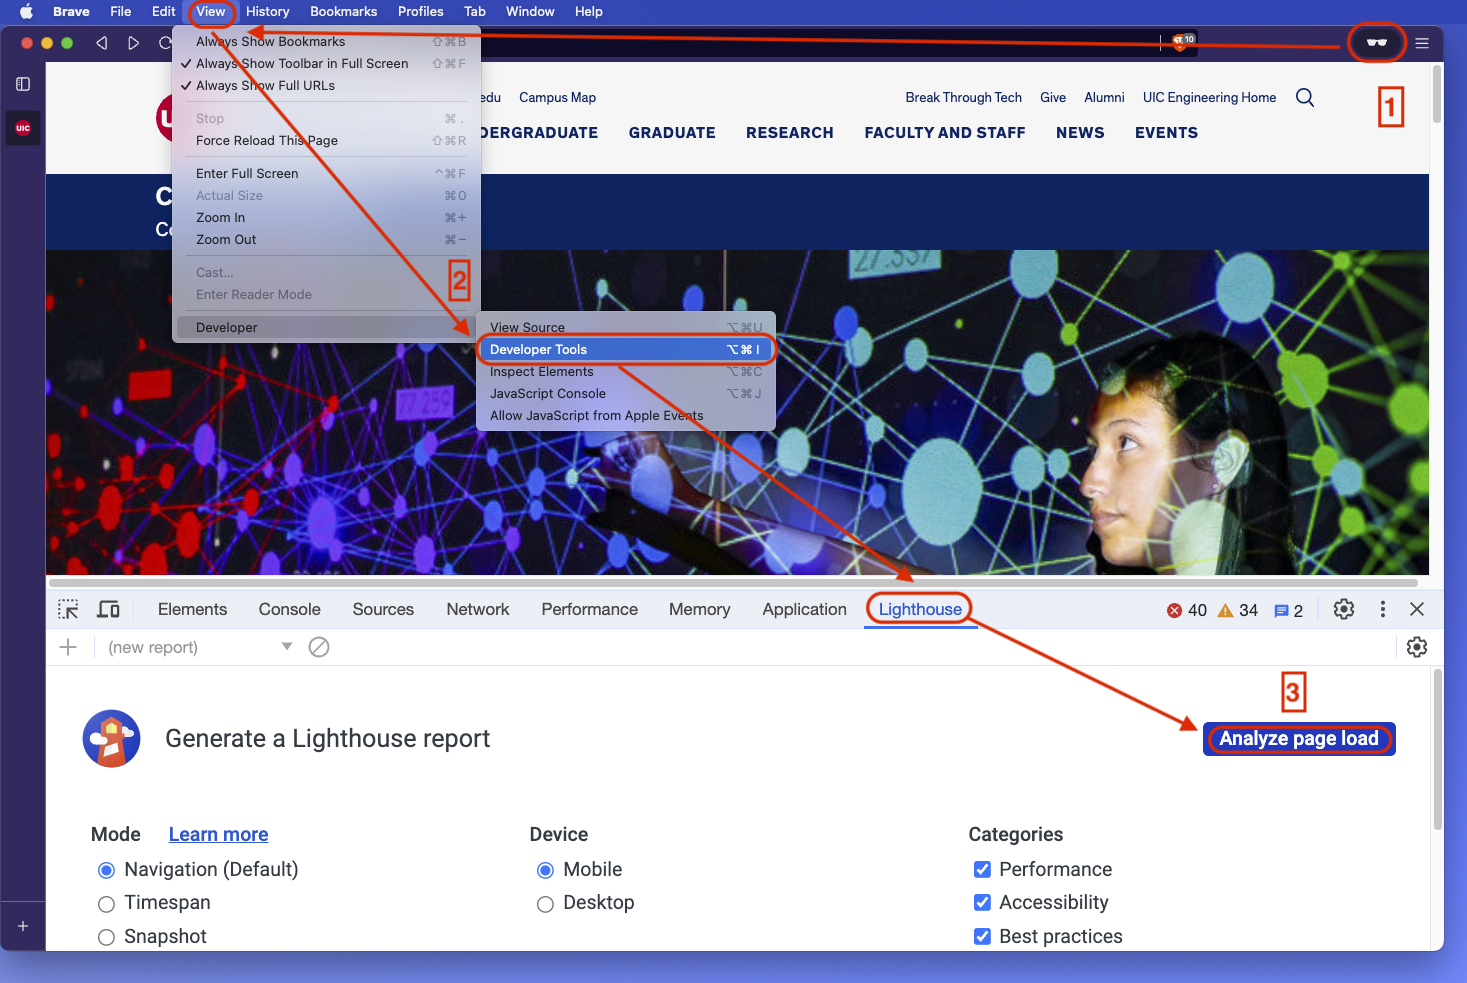 Brave File Edit View History Bookmarks Profiles Tab Window Help
Always Show Bookmarks ⇧⌘B
✓ Always Show Toolbar in Full Screen ⇧⌘F
✓ Always Show Full URLs
Stop ⌘.
Force Reload This Page ⇧⌘R
Enter Full Screen ^⌘F
Actual Size ⌘0
Zoom In ⌘+
Zoom Out ⌘−
Cast...
Enter Reader Mode
Developer
2
View Source ⌥⌘U
Developer Tools ⌥⌘I
Inspect Elements ⌥⌘C
JavaScript Console ⌥⌘J
Allow JavaScript from Apple Events
10
1
UIC
edu Campus Map Break Through Tech Give Alumni UIC Engineering Home
DERGRADUATE GRADUATE RESEARCH FACULTY AND STAFF NEWS EVENTS
C
Co
27.337
77.259
Elements Console Sources Network Performance Memory Application Lighthouse 40 34 2
(new report)
3
Generate a Lighthouse report Analyze page load
Mode Learn more Device Categories
Navigation (Default) Mobile Performance
Timespan Desktop Accessibility
Snapshot Best practices